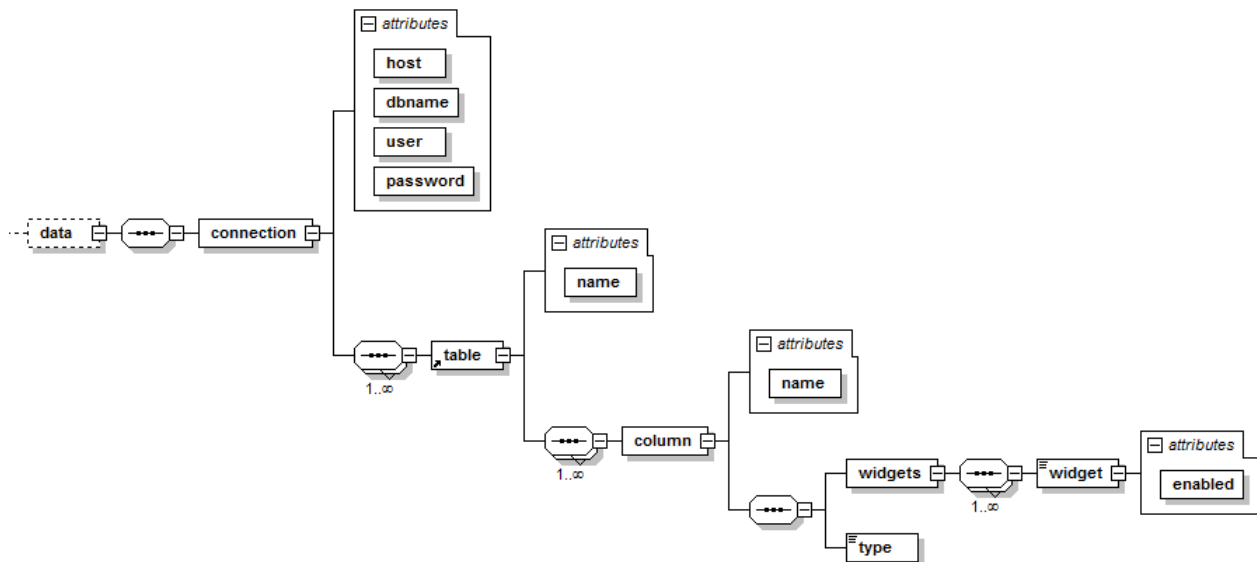 attributes
host
dbname
user
password
data
connection
attributes
name
table
1..∞
attributes
name
column
1..∞
attributes
enabled
widgets
widget
1..∞
type